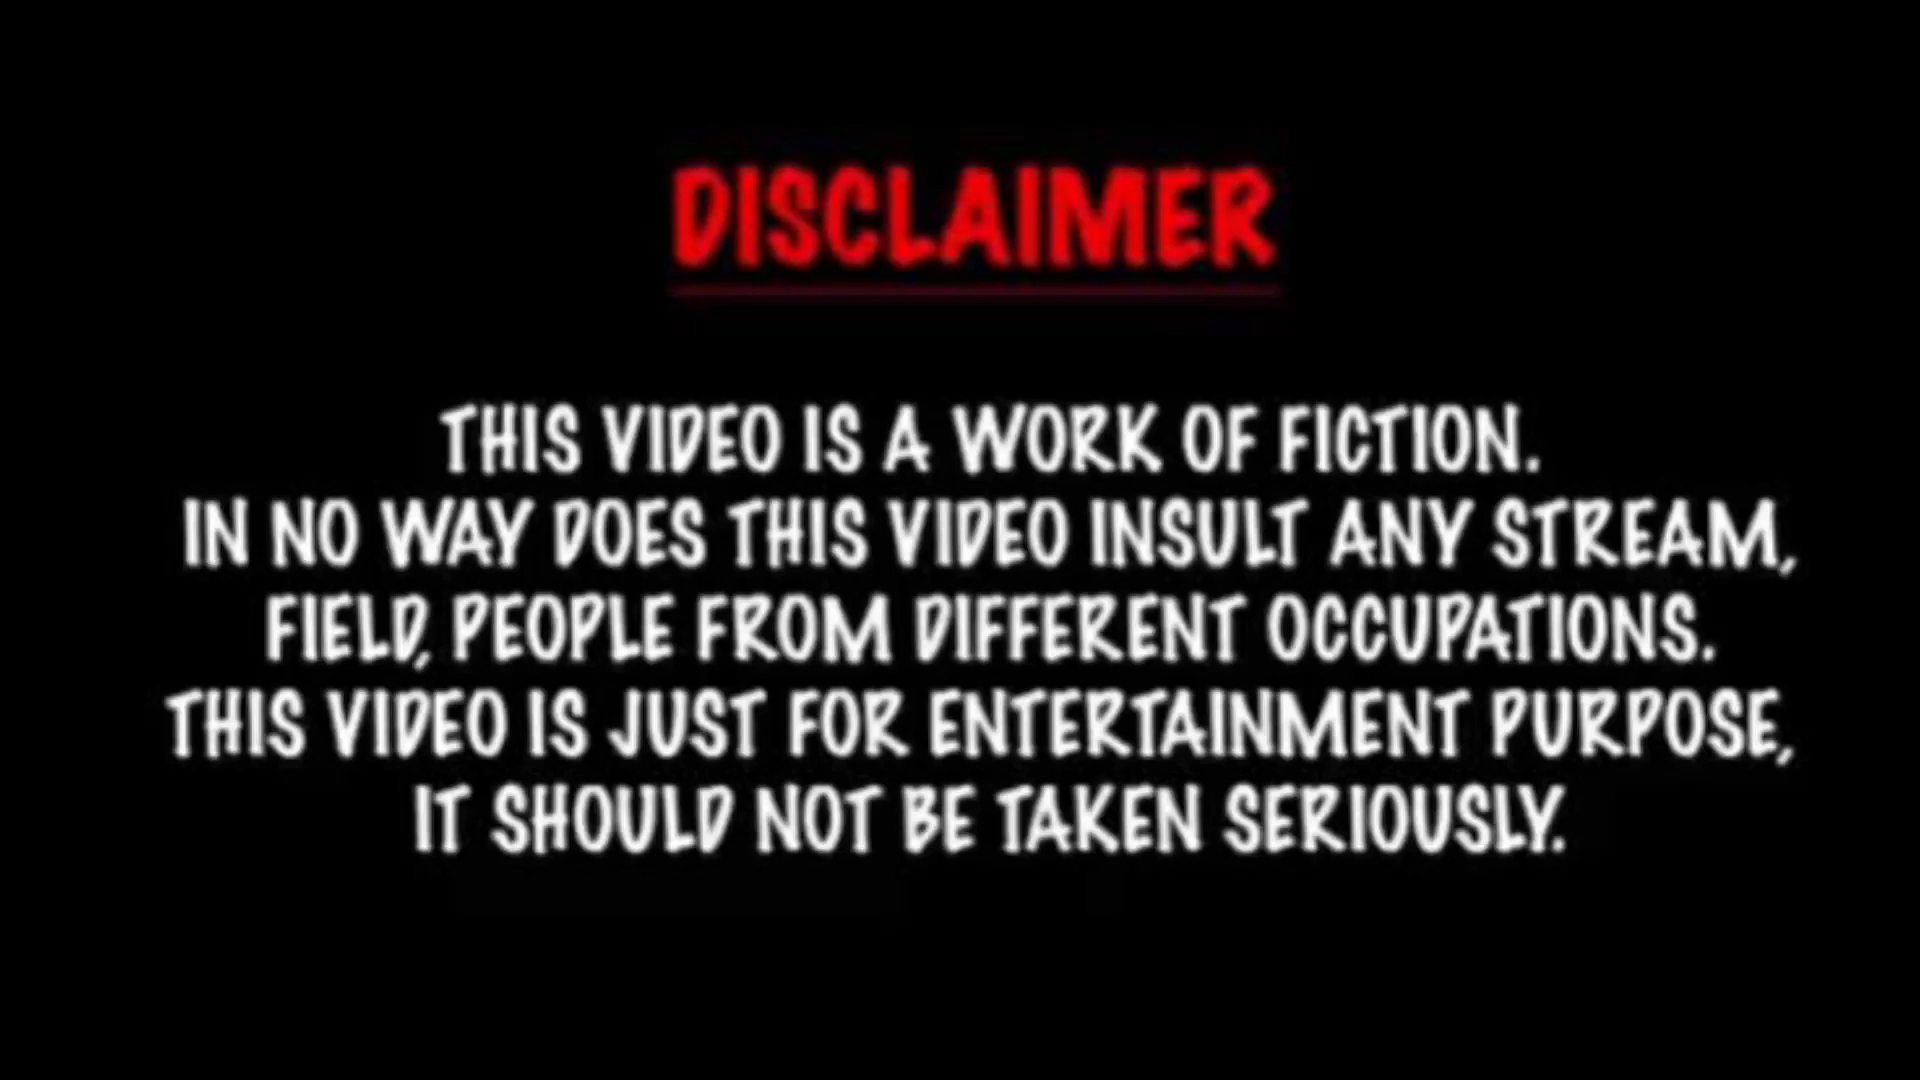 DISCLAIMER
THIS VIDEO IS A WORK OF FICTION.
IN NO WAY DOES THIS VIDEO INSULT ANY STREAM,
FIELD, PEOPLE FROM DIFFERENT OCCUPATIONS.
THIS VIDEO IS JUST FOR ENTERTAINMENT PURPOSE,
IT SHOULD NOT BE TAKEN SERIOUSLY.